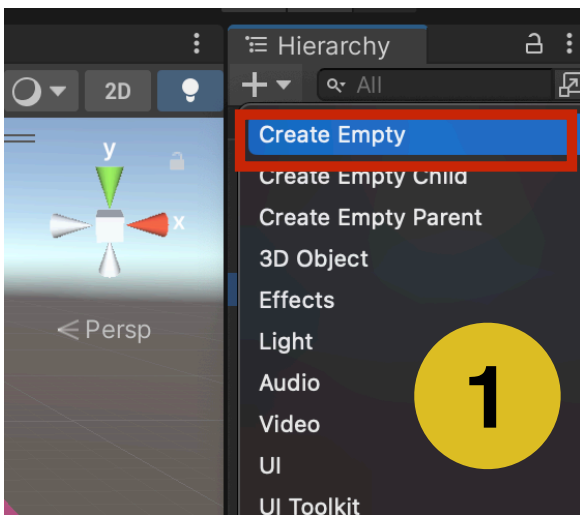 Hierarchy
2D
All
y
x
Persp
Create Empty
Create Empty Child
Create Empty Parent
3D Object
Effects
Light
Audio
Video
UI
UI Toolkit
1